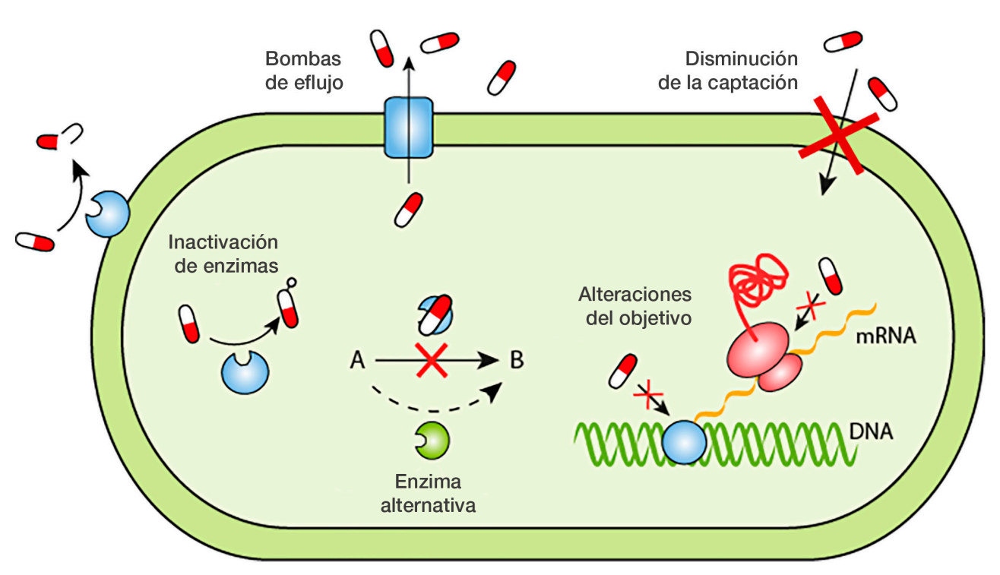 Bombas
de eflujo
Disminución
de la captación
Inactivación
de enzimas
Alteraciones
del objetivo
mRNA
A
B
DNA
Enzima
alternativa